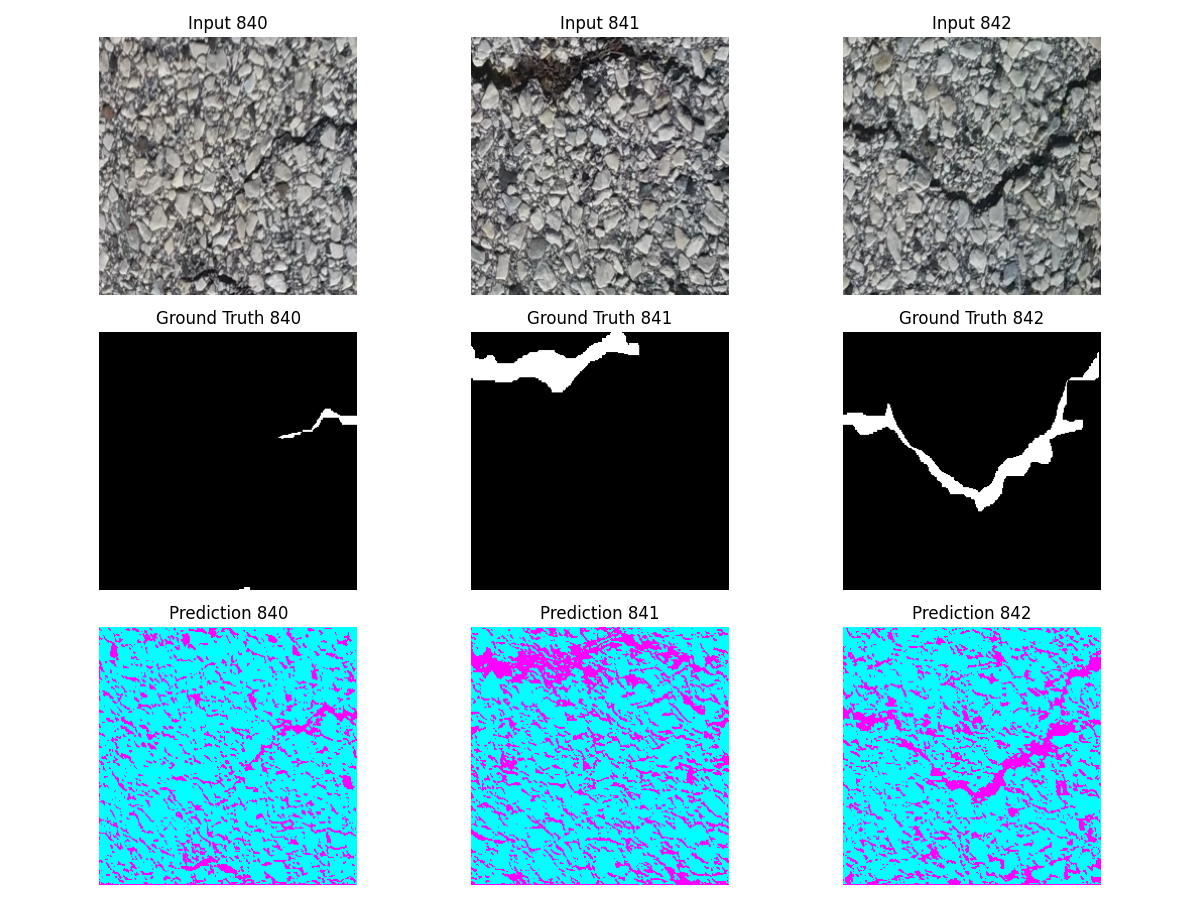 Input 840
Input 841
Input 842
Ground Truth 840
Ground Truth 841
Ground Truth 842
Prediction 840
Prediction 841
Prediction 842